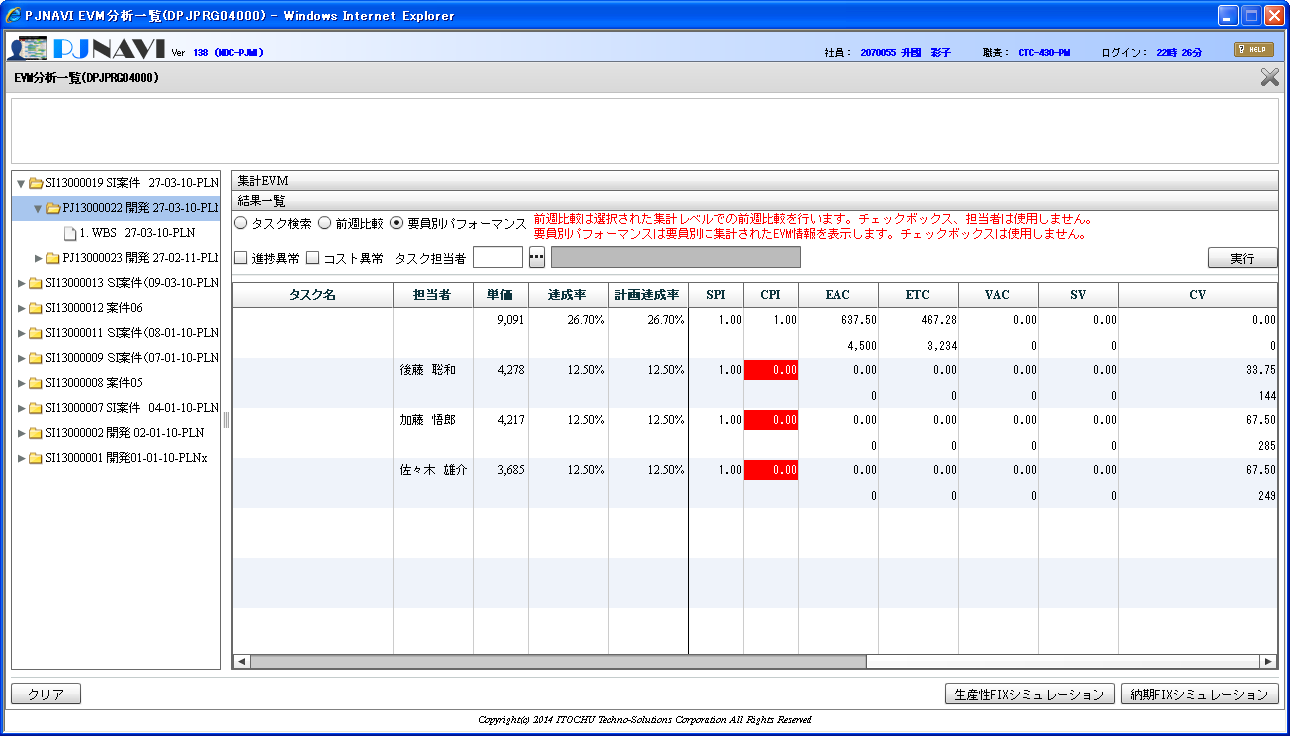 PJNAVI EVM分析一覧(DPJPRG04000) - Windows Internet Explorer
PJNAVI Ver 138 (NDC-PJM) 社員： 2070055 升國 彩子 職責： CTC-430-PM ログイン： 22時 26分 ? HELP
EVM分析一覧(DPJPRG04000)
SI13000019 SI案件 27-03-10-PLN
PJ13000022 開発 27-03-10-PLN
1. WBS 27-03-10-PLN
PJ13000023 開発 27-02-11-PLN
SI13000013 SI案件(09-03-10-PLN
SI13000012 案件06
SI13000011 SI案件(08-01-10-PLN
SI13000009 SI案件(07-01-10-PLN
SI13000008 案件05
SI13000007 SI案件 04-01-10-PLN
SI13000002 開発 02-01-10-PLN
SI13000001 開発01-01-10-PLNx
集計EVM
結果一覧
タスク検索 前週比較 要員別パフォーマンス
前週比較は選択された集計レベルでの前週比較を行います。チェックボックス、担当者は使用しません。
要員別パフォーマンスは要員別に集計されたEVM情報を表示します。チェックボックスは使用しません。
進捗異常 コスト異常 タスク担当者 ••• 実行
タスク名 担当者 単価 達成率 計画達成率 SPI CPI EAC ETC VAC SV CV
9,091 26.70% 26.70% 1.00 1.00 637.50 467.28 0.00 0.00 0.00
4,500 3,234 0 0 0
後藤 聡和 4,278 12.50% 12.50% 1.00 0.00 0.00 0.00 0.00 0.00 33.75
0 0 0 0 144
加藤 悟郎 4,217 12.50% 12.50% 1.00 0.00 0.00 0.00 0.00 0.00 67.50
0 0 0 0 285
佐々木 雄介 3,685 12.50% 12.50% 1.00 0.00 0.00 0.00 0.00 0.00 67.50
0 0 0 0 249
クリア 生産性FIXシミュレーション 納期FIXシミュレーション
Copyright(c) 2014 ITOCHU Techno-Solutions Corporation All Rights Reserved